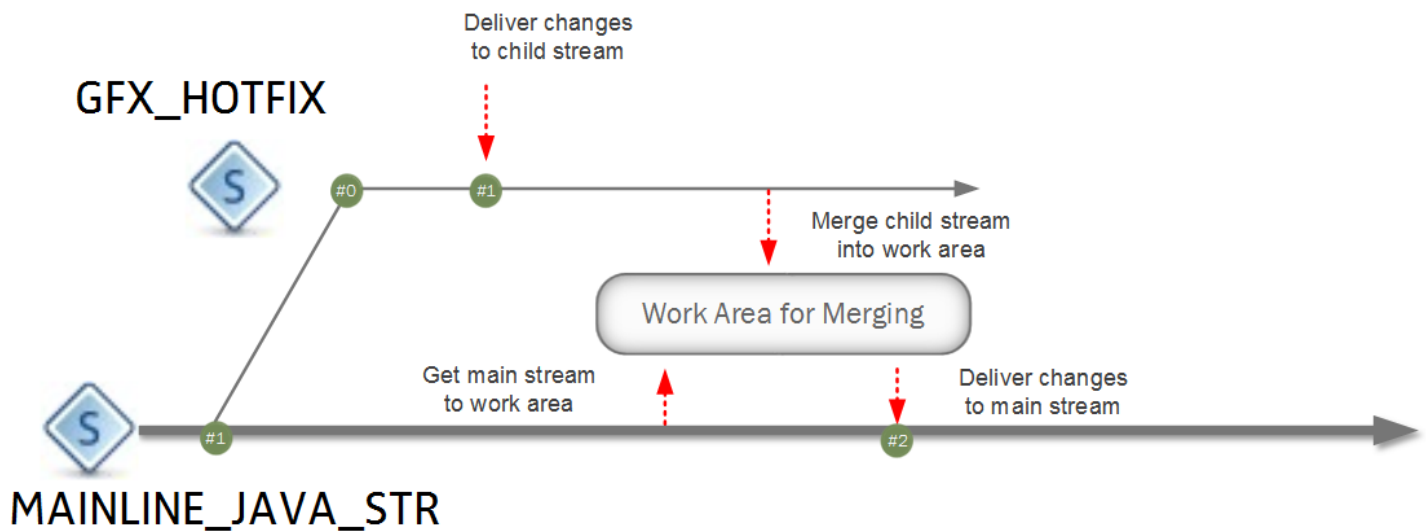 Deliver changes
to child stream
GFX_HOTFIX
S
#0
#1
Merge child stream
into work area
Work Area for Merging
Get main stream
to work area
Deliver changes
to main stream
S
#1
#2
MAINLINE_JAVA_STR